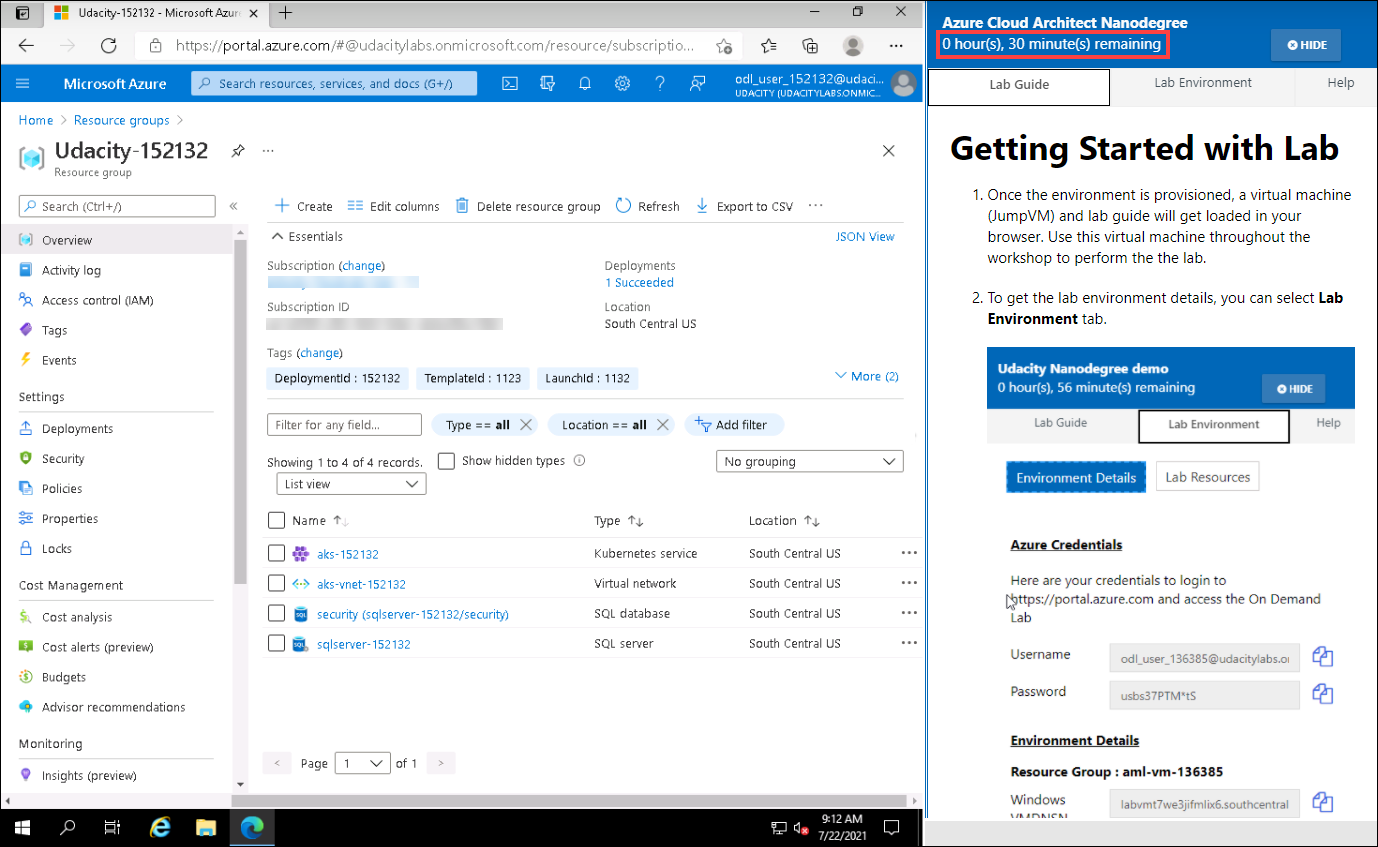 Udacity-152132 - Microsoft Azure
https://portal.azure.com/#@udacitylabs.onmicrosoft.com/resource/subscriptio...
Microsoft Azure
Search resources, services, and docs (G+/)
odl_user_152132@udaci...
UDACITY (UDACITYLABS.ONMIC...
Home > Resource groups >
Udacity-152132
...
Resource group
Search (Ctrl+/)
«
Overview
Activity log
Access control (IAM)
Tags
Events
Settings
Deployments
Security
Policies
Properties
Locks
Cost Management
Cost analysis
Cost alerts (preview)
Budgets
Advisor recommendations
Monitoring
Insights (preview)
Create
Edit columns
Delete resource group
Refresh
Export to CSV
...
Essentials
JSON View
Subscription (change)
Deployments
1 Succeeded
Subscription ID
Location
South Central US
Tags (change)
DeploymentId : 152132
TemplateId : 1123
LaunchId : 1132
More (2)
Filter for any field...
Type == all
Location == all
Add filter
Showing 1 to 4 of 4 records.
Show hidden types
No grouping
List view
Name
Type
Location
aks-152132
Kubernetes service
South Central US
aks-vnet-152132
Virtual network
South Central US
security (sqlserver-152132/security)
SQL database
South Central US
sqlserver-152132
SQL server
South Central US
< Page 1 of 1 >
9:12 AM
7/22/2021
Azure Cloud Architect Nanodegree
0 hour(s), 30 minute(s) remaining
HIDE
Lab Guide
Lab Environment
Help
Getting Started with Lab
1. Once the environment is provisioned, a virtual machine
(JumpVM) and lab guide will get loaded in your
browser. Use this virtual machine throughout the
workshop to perform the the lab.
2. To get the lab environment details, you can select Lab
Environment tab.
Udacity Nanodegree demo
0 hour(s), 56 minute(s) remaining
HIDE
Lab Guide
Lab Environment
Help
Environment Details
Lab Resources
Azure Credentials
Here are your credentials to login to
https://portal.azure.com and access the On Demand
Lab
Username
odl_user_136385@udacitylabs.o
Password
usbs37PTM*tS
Environment Details
Resource Group : aml-vm-136385
Windows
labvmt7we3jifmlix6.southcentral
VMDNSN